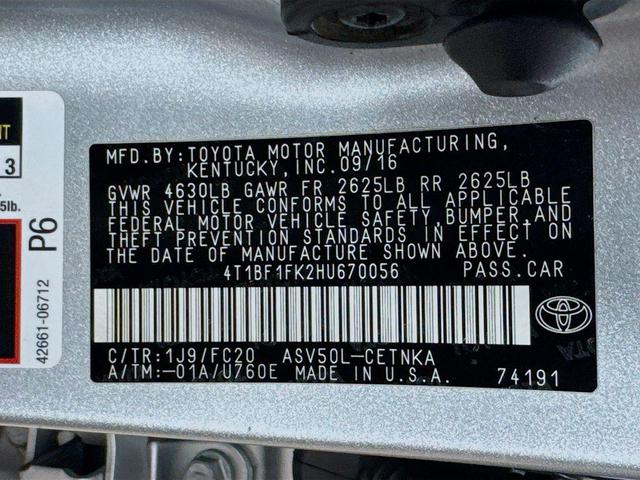 MFD.BY:TOYOTA MOTOR MANUFACTURING,
KENTUCKY,INC.09/16
GVWR 4630LB GAWR FR 2625LB RR 2625LB
THIS VEHICLE CONFORMS TO ALL APPLICABLE
FEDERAL MOTOR VEHICLE SAFETY,BUMPER,AND
THEFT PREVENTION STANDARDS IN EFFECT ON
THE DATE OF MANUFACTURE SHOWN ABOVE.
4T1BF1FK2HU670056 PASS.CAR
C/TR:1J9/FC20 ASV50L-CETNKA
A/TM:-01A/U760E MADE IN U.S.A. 74191
3
5lb.
P6
42661-06712